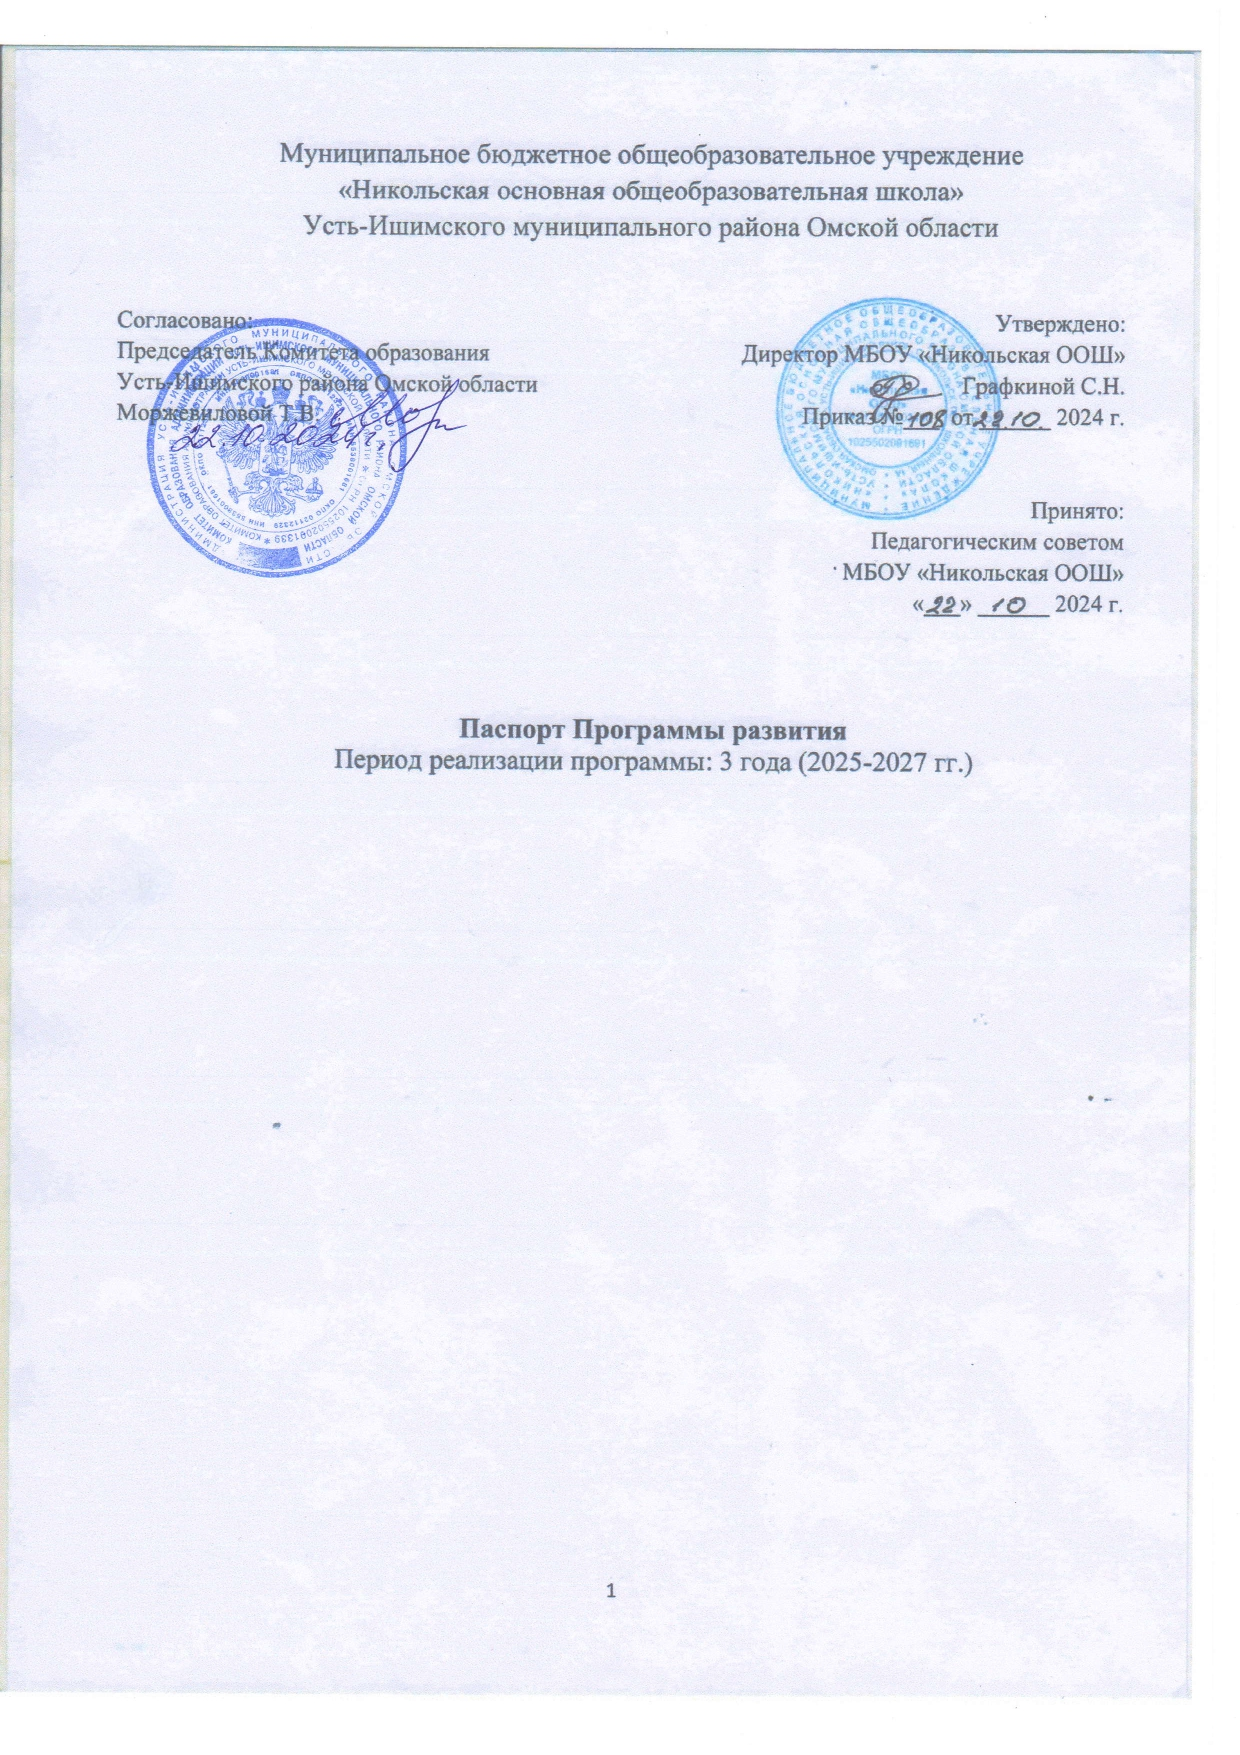 Муниципальное бюджетное общеобразовательное учреждение
«Никольская основная общеобразовательная школа»
Усть-Ишимского муниципального района Омской области
Согласовано:
Председатель Комитета образования
Усть-Ишимского района Омской области
Моржевиловой Т.В.
22.10.2024г.
Утверждено:
Директор МБОУ «Никольская ООШ»
Графкиной С.Н.
Приказ № 108 от 22.10. 2024 г.
ОГРН
1025502091691
Принято:
Педагогическим советом
МБОУ «Никольская ООШ»
«22» 10 2024 г.
Паспорт Программы развития
Период реализации программы: 3 года (2025-2027 гг.)
1